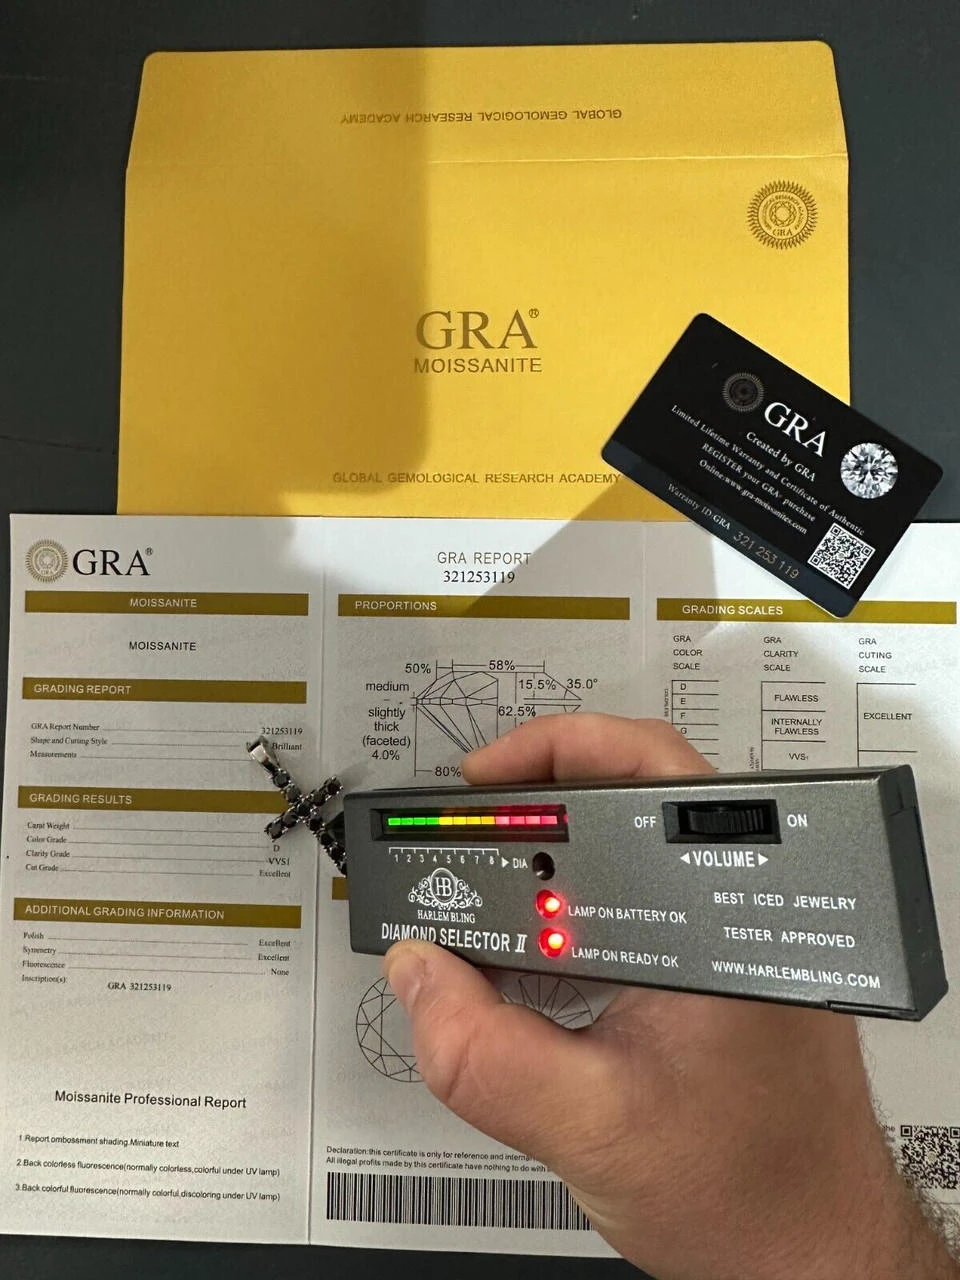 GLOBAL GEMOLOGICAL RESEARCH ACADEMY
GRA
GRA®
MOISSANITE
GLOBAL GEMOLOGICAL RESEARCH ACADEMY
GRA
Created by GRA
Limited Lifetime Warranty and Certificate of Authentic
REGISTER your GRA- purchase
Online:www.gra-moissanites.com
Warranty ID:GRA 321253119
GRA®
MOISSANITE
MOISSANITE
GRADING REPORT
GRA Report Number 321253119
Shape and Cutting Style Brilliant
Measurements
GRADING RESULTS
Carat Weight
Color Grade D
Clarity Grade VVS1
Cut Grade Excellent
ADDITIONAL GRADING INFORMATION
Polish Excellent
Symmetry Excellent
Fluorescence None
Inscription(s): GRA 321253119
Moissanite Professional Report
1.Report ombossment shading.Miniature text
2.Back colorless fluorescence(normally colorless,colorful under UV lamp)
3.Back colorful fluorescence(normally colorful,discoloring under UV lamp)
GRA REPORT
321253119
PROPORTIONS
50%
58%
medium
15.5%
35.0°
slightly
thick
(faceted)
4.0%
62.5%
80%
Declaration:this certificate is only for reference and
All illegal profits made by this certificate have nothing to do with
GRADING SCALES
GRA
COLOR
SCALE
GRA
CLARITY
SCALE
GRA
CUTING
SCALE
D
E
F
G
FLAWLESS
INTERNALLY
FLAWLESS
VVS1
EXCELLENT
OFF
ON
◄VOLUME►
1 2 3 4 5 6 7 8 ► DIA
HB
HARLEM BLING
DIAMOND SELECTOR II
LAMP ON BATTERY OK
LAMP ON READY OK
BEST ICED JEWELRY
TESTER APPROVED
WWW.HARLEMBLING.COM